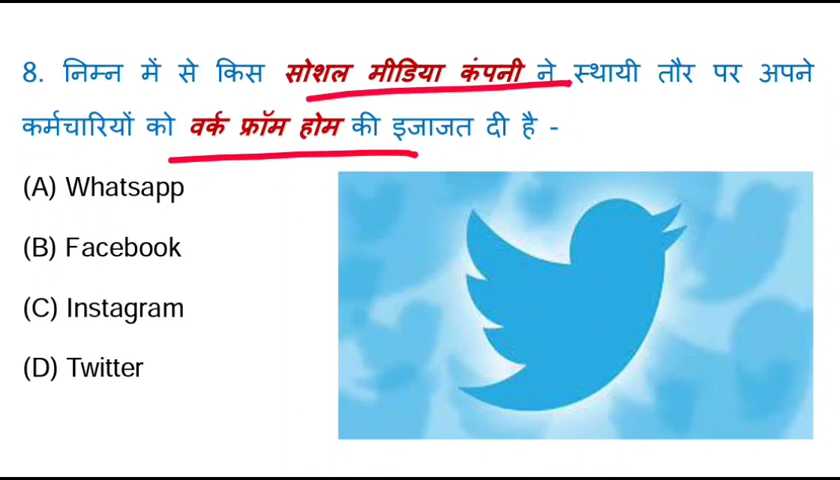 8. निम्न में से किस सोशल मीडिया कंपनी ने स्थायी तौर पर अपने
कर्मचारियों को वर्क फ्रॉम होम की इजाजत दी है -
(A) Whatsapp
(B) Facebook
(C) Instagram
(D) Twitter